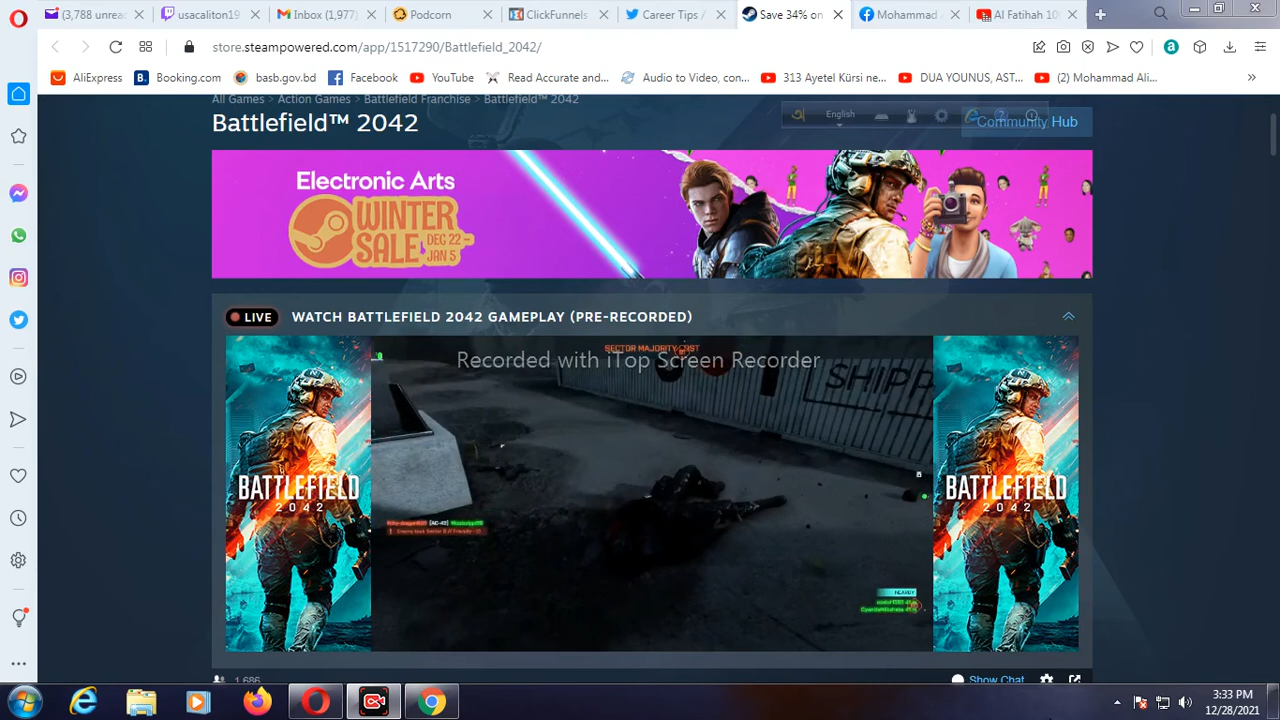 (3,788 unrea
usacaliton19
Inbox (1,977)
Podcorn
ClickFunnels
Career Tips /
Save 34% on
Mohammad
Al Fatihah 10
store.steampowered.com/app/1517290/Battlefield_2042/
AliExpress
Booking.com
basb.gov.bd
Facebook
YouTube
Read Accurate and...
Audio to Video, con...
313 Ayetel Kürsi ne...
DUA YOUNUS, AST...
(2) Mohammad Ali...
All Games > Action Games > Battlefield Franchise > Battlefield™ 2042
Battlefield™ 2042
English
Community Hub
Electronic Arts
WINTER
SALE
DEC 22 –
JAN 5
LIVE
WATCH BATTLEFIELD 2042 GAMEPLAY (PRE-RECORDED)
SECTOR MAJORITY LOST
Recorded with iTop Screen Recorder
SHIPP
BATTLEFIELD
2042
BATTLEFIELD
2042
NEARBY
1,686
Show Chat
3:33 PM
12/28/2021